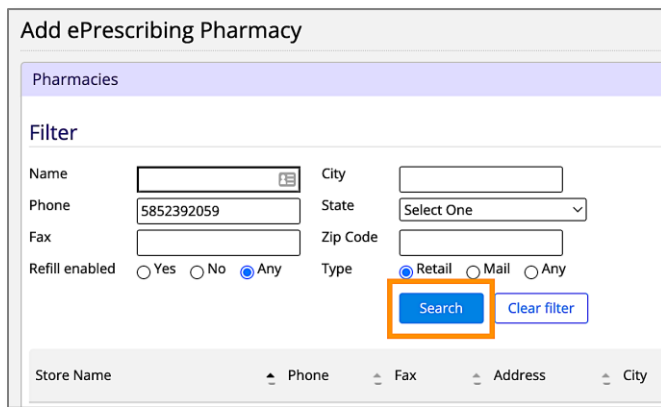 Add ePrescribing Pharmacy
Pharmacies
Filter
Name City
Phone 5852392059 State Select One
Fax Zip Code
Refill enabled Yes No Any Type Retail Mail Any
Search Clear filter
Store Name Phone Fax Address City